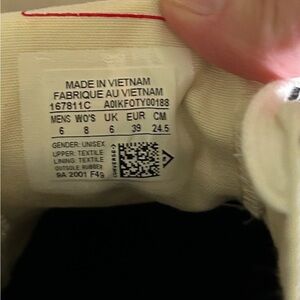 MADE IN VIETNAM
FABRIQUE AU VIETNAM
167811C A0IKFOTY00188
MENS WO'S UK EUR CM
6 8 6 39 24.5
GENDER: UNISEX
UPPER: TEXTILE
LINING: TEXTILE
OUTSOLE: RUBBER
9A 2001 F49